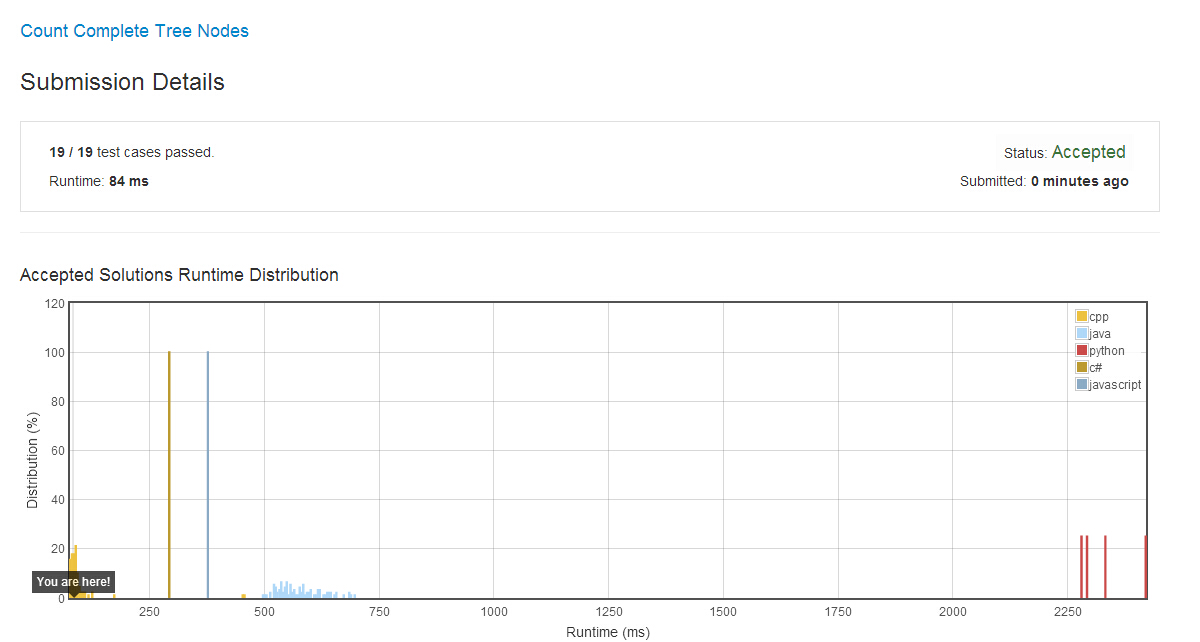 Count Complete Tree Nodes
Submission Details
19 / 19 test cases passed.
Status: Accepted
Runtime: 84 ms
Submitted: 0 minutes ago
Accepted Solutions Runtime Distribution
120
100
80
60
40
20
0
Distribution (%)
cpp
java
python
c#
javascript
You are here!
250
500
750
1000
1250
1500
1750
2000
2250
Runtime (ms)